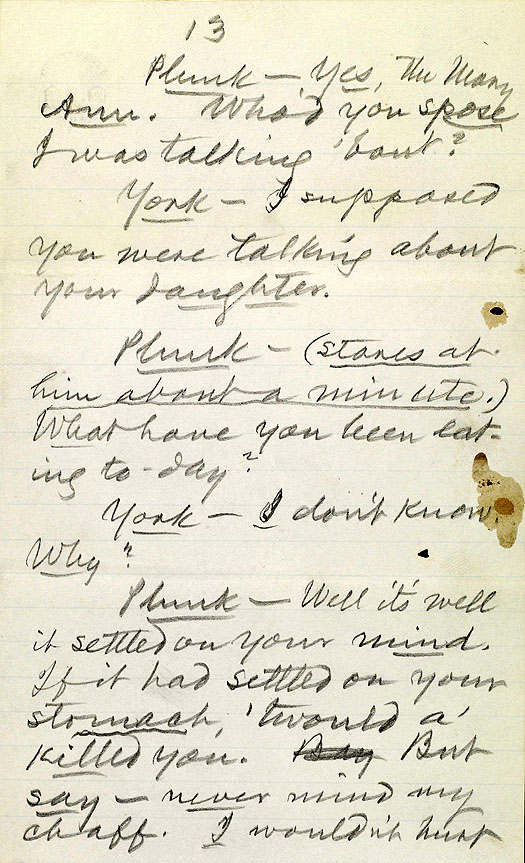 13
Plunk — Yes, The Mary
Ann. Who'd you spose
I was talking 'bout?
York — I supposed
you were talking about
your daughter.
Plunk — (stares at
him about a minute.)
What have you been eat-
ing to-day?
York — I don't know.
Why?
Plunk — Well it's well
it settled on your mind.
If it had settled on your
stomach, 'twould a'
killed you. Say But
say — never mind my
chaff. I wouldn't hurt